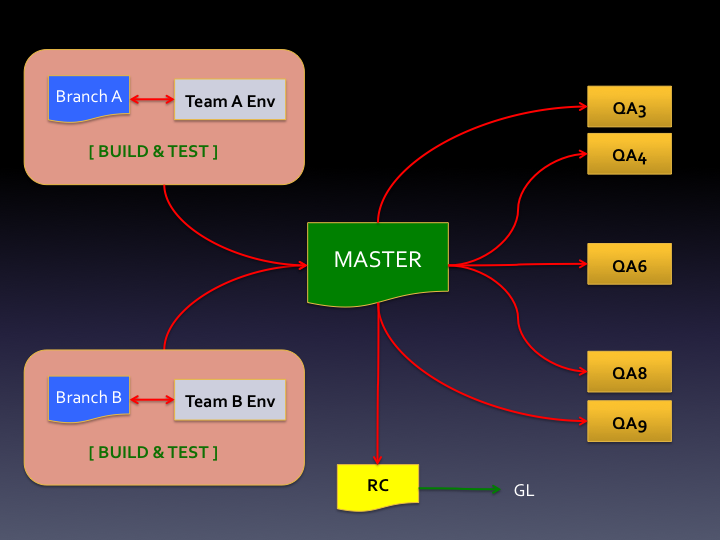 Branch A
Team A Env
[ BUILD & TEST ]
QA3
QA4
MASTER
QA6
QA8
Branch B
Team B Env
QA9
[ BUILD & TEST ]
RC
GL